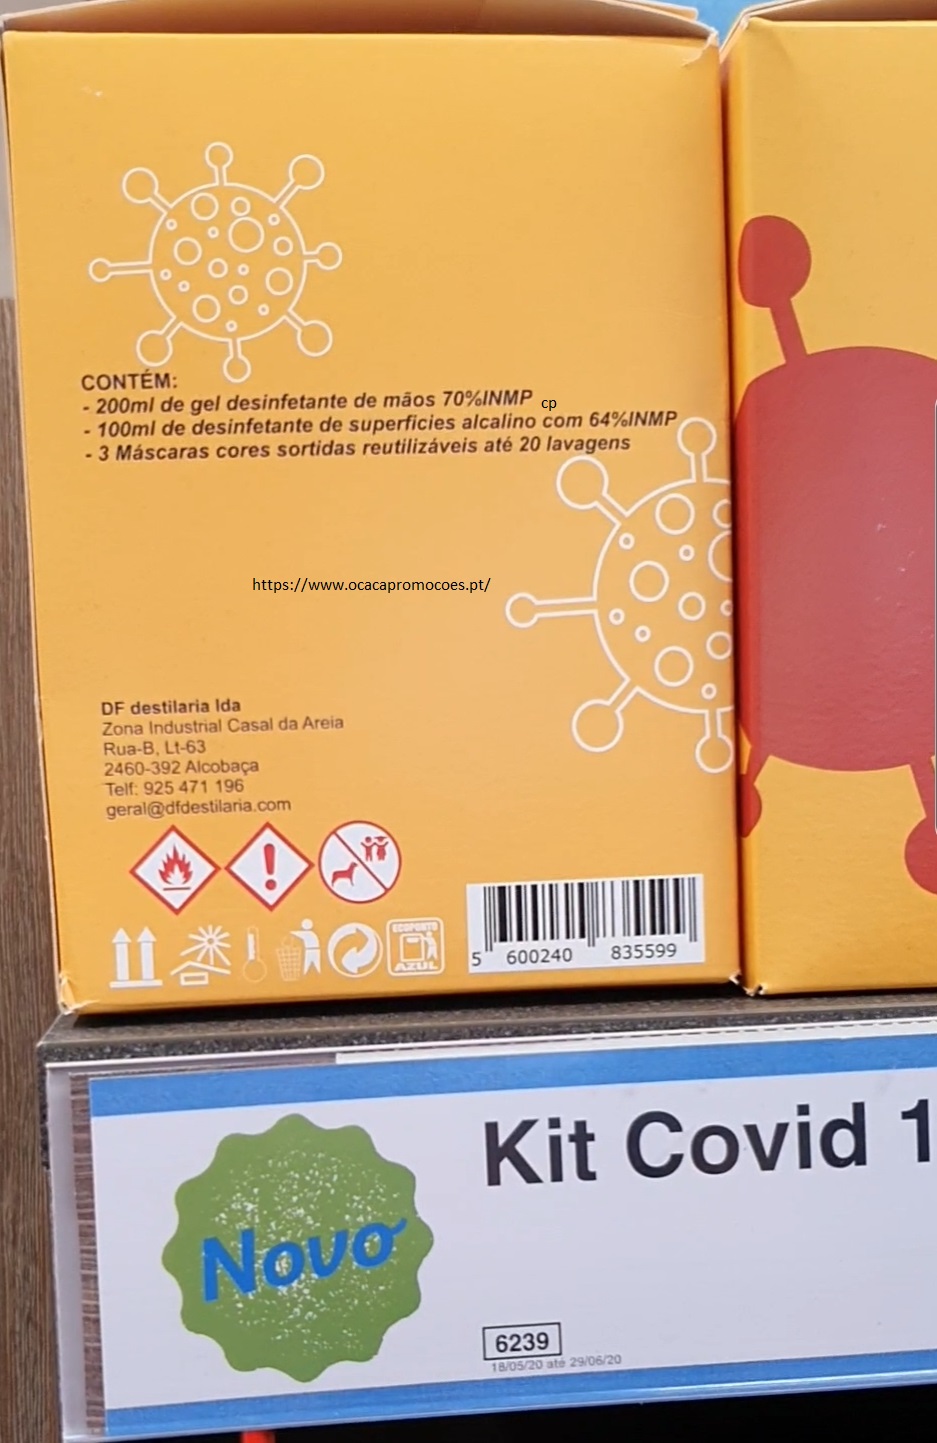 CONTÉM:
- 200ml de gel desinfetante de mãos 70%INMP
cp
- 100ml de desinfetante de superficies alcalino com 64%INMP
- 3 Máscaras cores sortidas reutilizáveis até 20 lavagens
https://www.ocacapromocoes.pt/
DF destilaria lda
Zona Industrial Casal da Areia
Rua-B, Lt-63
2460-392 Alcobaça
Telf: 925 471 196
geral@dfdestilaria.com
ECOPONTO
AZUL
5 600240 835599
Kit Covid 1
Novo
6239
18/05/20 até 29/06/20